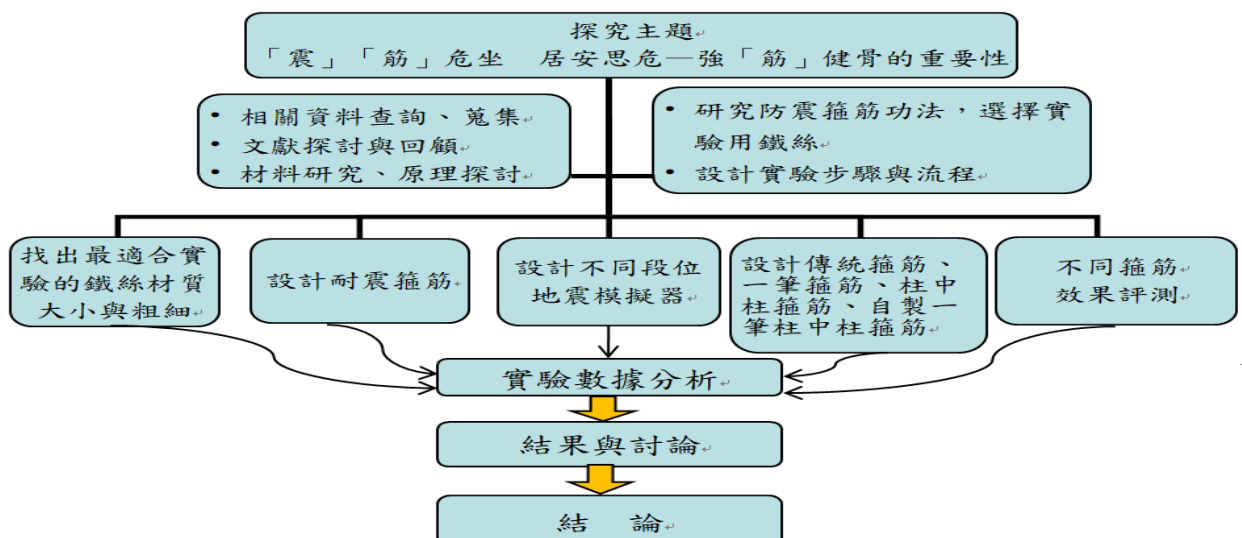 探究主題
「震」「筋」危坐　居安思危—強「筋」健骨的重要性
• 相關資料查詢、蒐集
• 文獻探討與回顧
• 材料研究、原理探討
• 研究防震箍筋功法，選擇實
驗用鐵絲
• 設計實驗步驟與流程
找出最適合實
驗的鐵絲材質
大小與粗細
設計耐震箍筋
設計不同段位
地震模擬器
設計傳統箍筋、
一筆箍筋、柱中
柱箍筋、自製一
筆柱中柱箍筋
不同箍筋
效果評測
實驗數據分析
結果與討論
結　論